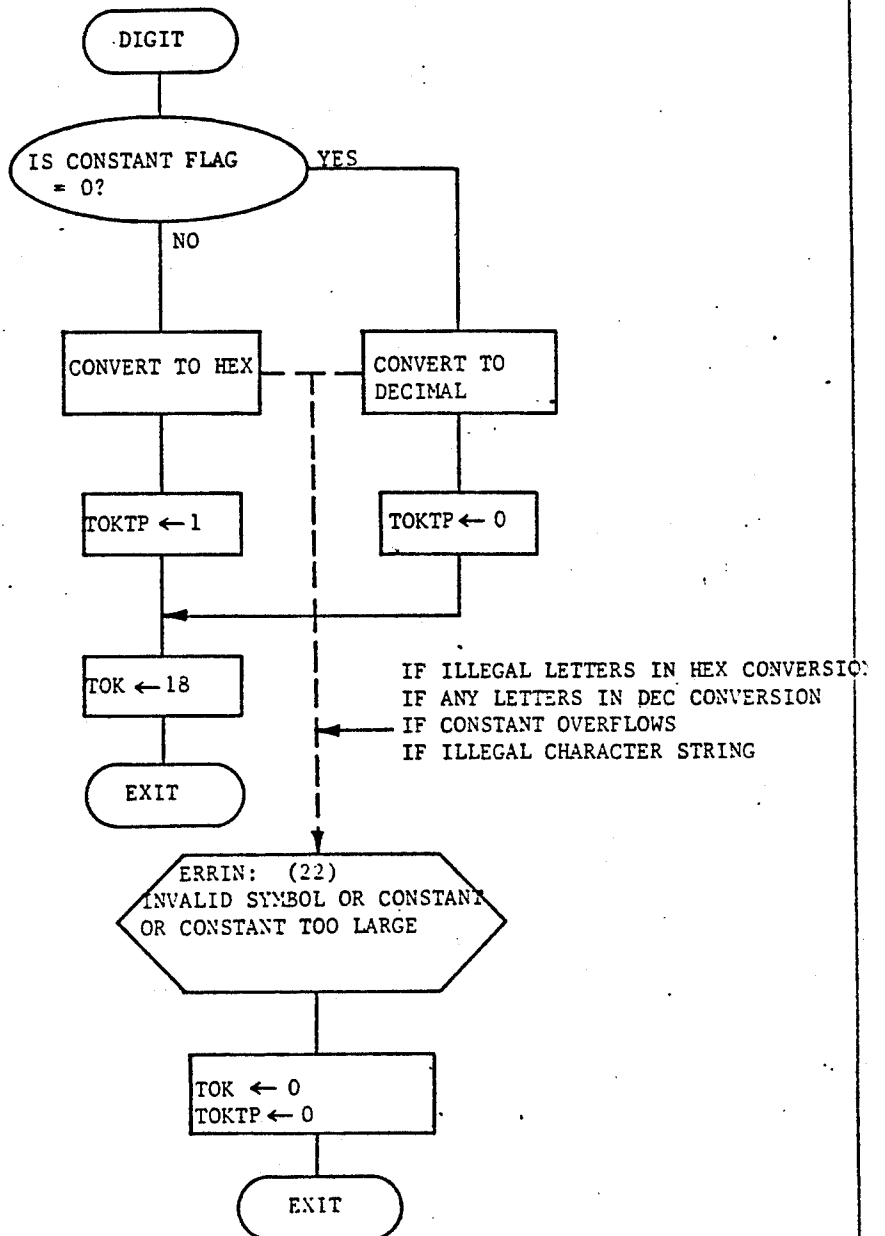 DIGIT
IS CONSTANT FLAG
= 0?
YES
NO
CONVERT TO HEX
CONVERT TO
DECIMAL
TOKTP ← 1
TOKTP ← 0
TOK ← 18
IF ILLEGAL LETTERS IN HEX CONVERSION
IF ANY LETTERS IN DEC CONVERSION
IF CONSTANT OVERFLOWS
IF ILLEGAL CHARACTER STRING
EXIT
ERRIN: (22)
INVALID SYMBOL OR CONSTANT
OR CONSTANT TOO LARGE
TOK ← 0
TOKTP ← 0
EXIT